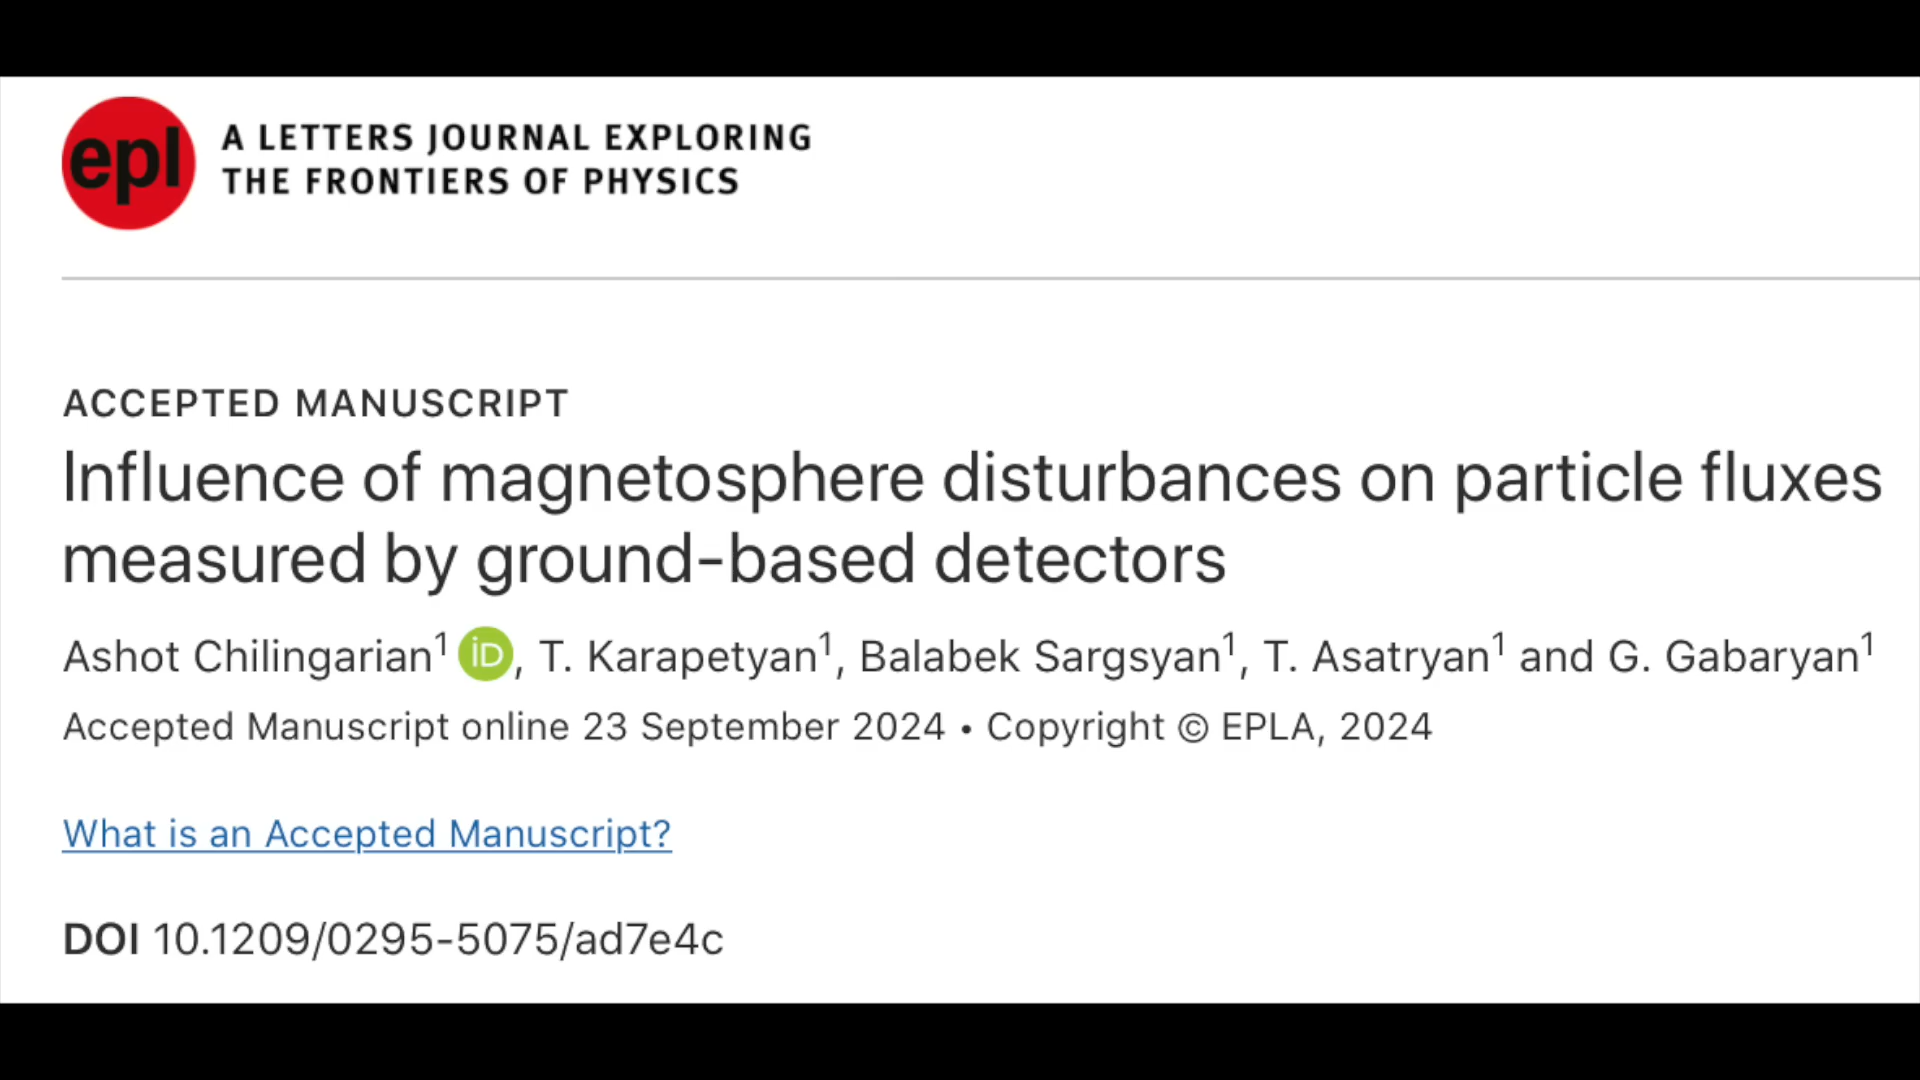 epl
A LETTERS JOURNAL EXPLORING
THE FRONTIERS OF PHYSICS
ACCEPTED MANUSCRIPT
Influence of magnetosphere disturbances on particle fluxes
measured by ground-based detectors
Ashot Chilingarian¹ iD, T. Karapetyan¹, Balabek Sargsyan¹, T. Asatryan¹ and G. Gabaryan¹
Accepted Manuscript online 23 September 2024 • Copyright © EPLA, 2024
What is an Accepted Manuscript?
DOI 10.1209/0295-5075/ad7e4c